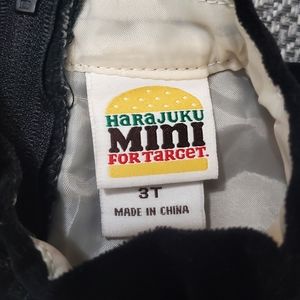 HaraJUKU
MINI
FOR TarGeT.
3T
MADE IN CHINA